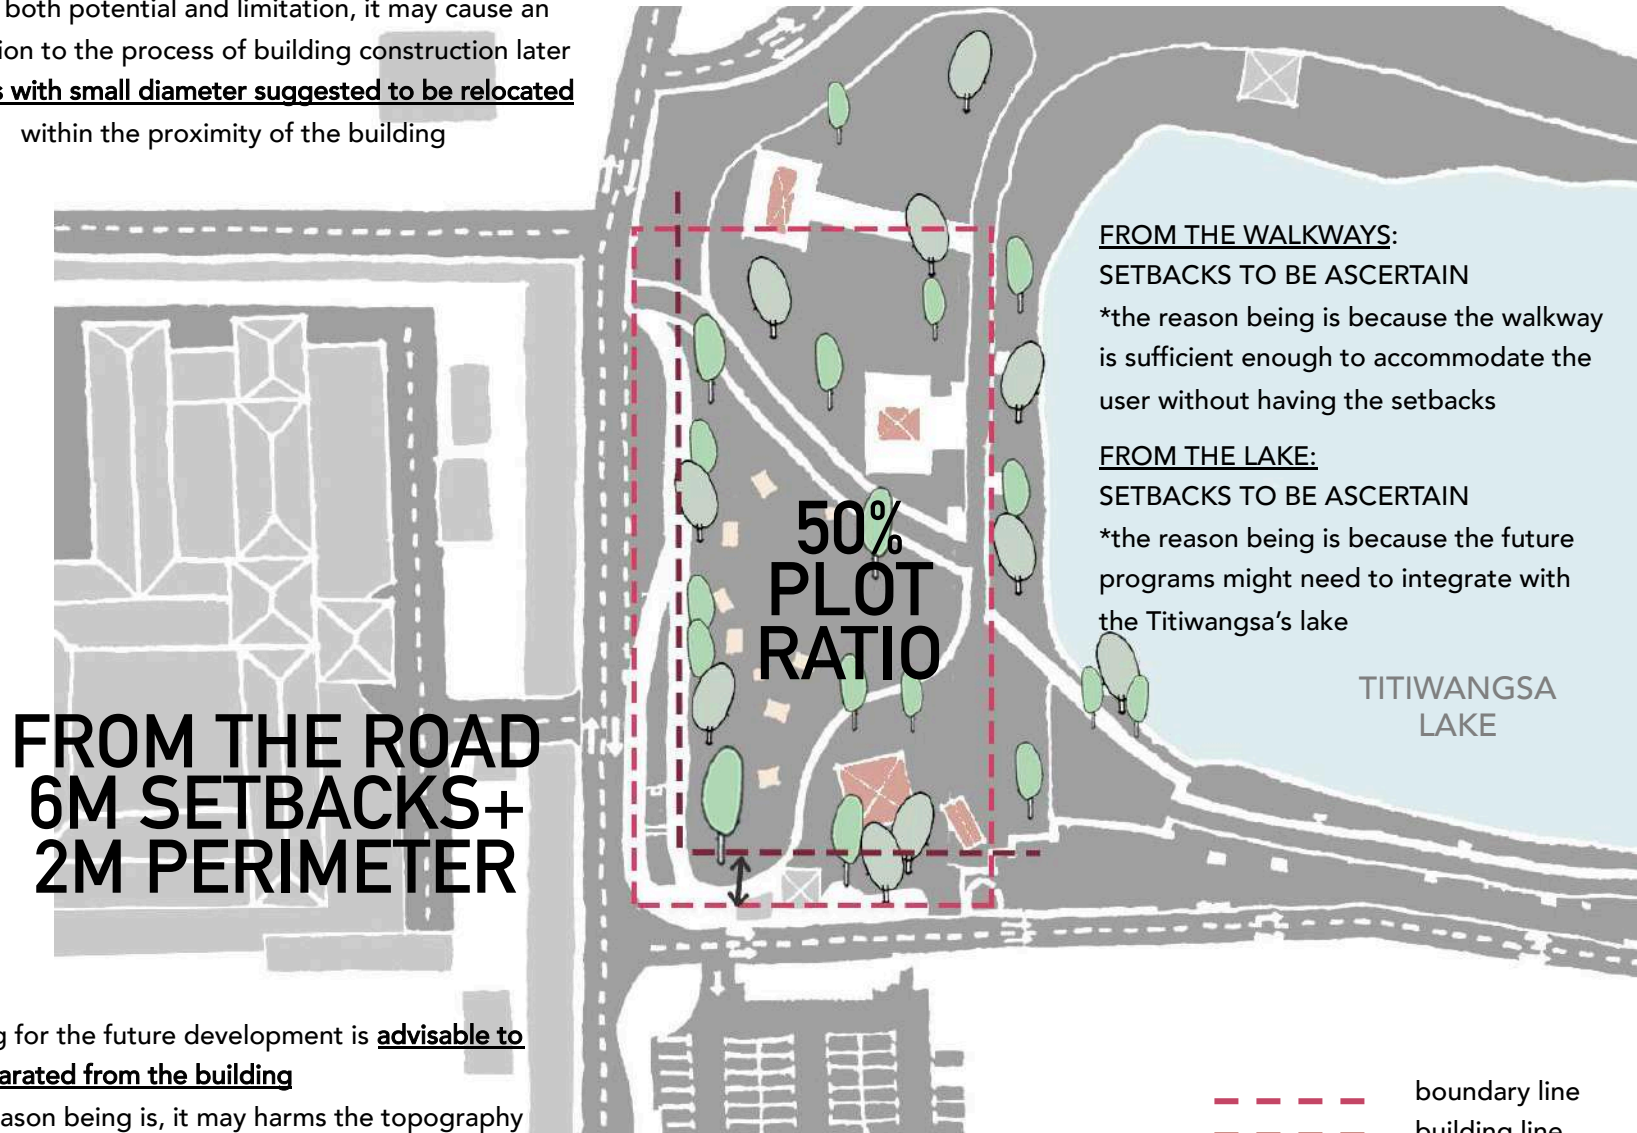 both potential and limitation, it may cause an
to the process of building construction later
with small diameter suggested to be relocated
within the proximity of the building
FROM THE WALKWAYS:
SETBACKS TO BE ASCERTAIN
*the reason being is because the walkway
is sufficient enough to accommodate the
user without having the setbacks
FROM THE LAKE:
SETBACKS TO BE ASCERTAIN
*the reason being is because the future
programs might need to integrate with
the Titiwangsa's lake
TITIWANGSA
LAKE
50%
PLOT
RATIO
FROM THE ROAD
6M SETBACKS+
2M PERIMETER
for the future development is advisable to
from the building
being is, it may harms the topography
boundary line
building line